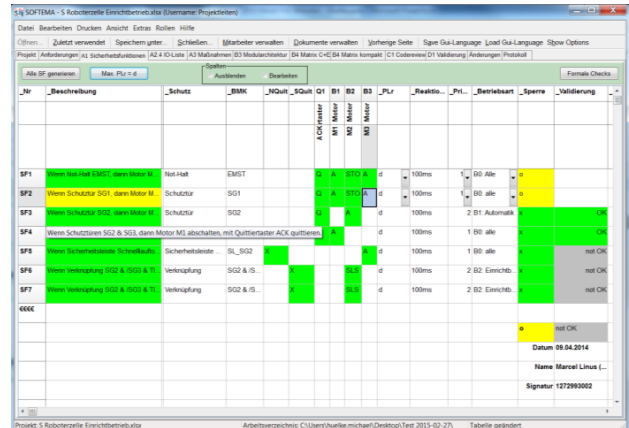 SOFTEMA - S Roboterzelle Einrichtbetrieb.xlsx (Username: Projektleiten)
Datei Bearbeiten Drucken Ansicht Extras Rollen Hilfe
Öffnen... Zuletzt verwendet Speichern unter... Schließen... Mitarbeiter verwalten Dokumente verwalten Vorherige Seite Save Gui-Language Load Gui-Language Show Options
Projekt Anforderungen A1 Sicherheitsfunktionen A2.4 IO-Liste A3 Maßnahmen B3 Modularchitektur B4 Matrix C+E B4 Matrix kompakt C1 Codereview D1 Validierung Änderungen Protokoll
Spalten
Alle SF generieren Max. PLr = d Ausblenden Bearbeiten Formale Checks
_Nr _Beschreibung _Schutz _BMK _NQuit _SQuit Q1 B1 B2 B3 _PLr _Reaktio... _Pri... _Betriebsart _Sperre _Validierung
ACK rtaster M1 Motor M2 Motor M3 Motor
SF1 Wenn Not-Halt EMST, dann Motor M... Not-Halt EMST Q A STO A d 100ms 1 B0: alle o
SF2 Wenn Schutztür SG1, dann Motor M... Schutztür SG1 Q A STO A d 100ms 1 B0: alle o
SF3 Wenn Schutztür SG2, dann Motor M... Schutztür SG2 Q A d 100ms 2 B1: Automatik x OK
Wenn Schutztüren SG2 & SG3, dann Motor M1 abschalten, mit Quittiertaster ACK quittieren.
SF4 A d 100ms 1 B0: alle x OK
SF5 Wenn Sicherheitsleiste Schnelllaufro... Sicherheitsleiste ... SL_SG2 X A d 100ms 1 B0: alle x not OK
SF6 Wenn Verknüpfung SG2 & /SG3 & TI... Verknüpfung SG2 & /S... X SLS d 100ms 2 B2: Einrichtb... x not OK
SF7 Wenn Verknüpfung SG2 & /SG3 & TI... Verknüpfung SG2 & /S... X SLS d 100ms 2 B2: Einrichtb... x not OK
€€€€
o not OK
Datum 09.04.2014
Name Marcel Linus (...
Signatur 1272993002
Projekt: S Roboterzelle Einrichtbetrieb.xlsx Arbeitsverzeichnis: C:\Users\huelke.michael\Desktop\Test 2015-02-27\ Tabelle geändert